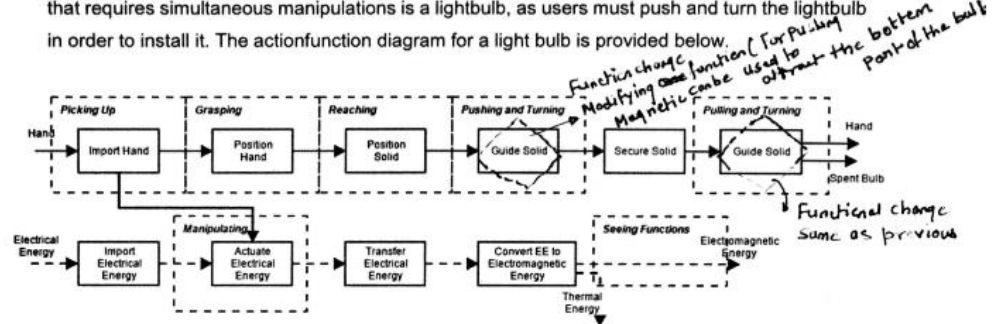 that requires simultaneous manipulations is a lightbulb, as users must push and turn the lightbulb
in order to install it. The actionfunction diagram for a light bulb is provided below.
Function change
Modifying function (For Pushing
Magnetic can be used to
attract the bottom
part of the bulb
Picking Up
Grasping
Reaching
Pushing and Turning
Pulling and Turning
Hand
Import Hand
Position
Hand
Position
Solid
Guide Solid
Secure Solid
Guide Solid
Hand
Spent Bulb
Functional change
same as previous
Manipulating
Seeing Functions
Electrical
Energy
Import
Electrical
Energy
Actuate
Electrical
Energy
Transfer
Electrical
Energy
Convert EE to
Electromagnetic
Energy
Electromagnetic
Energy
Thermal
Energy